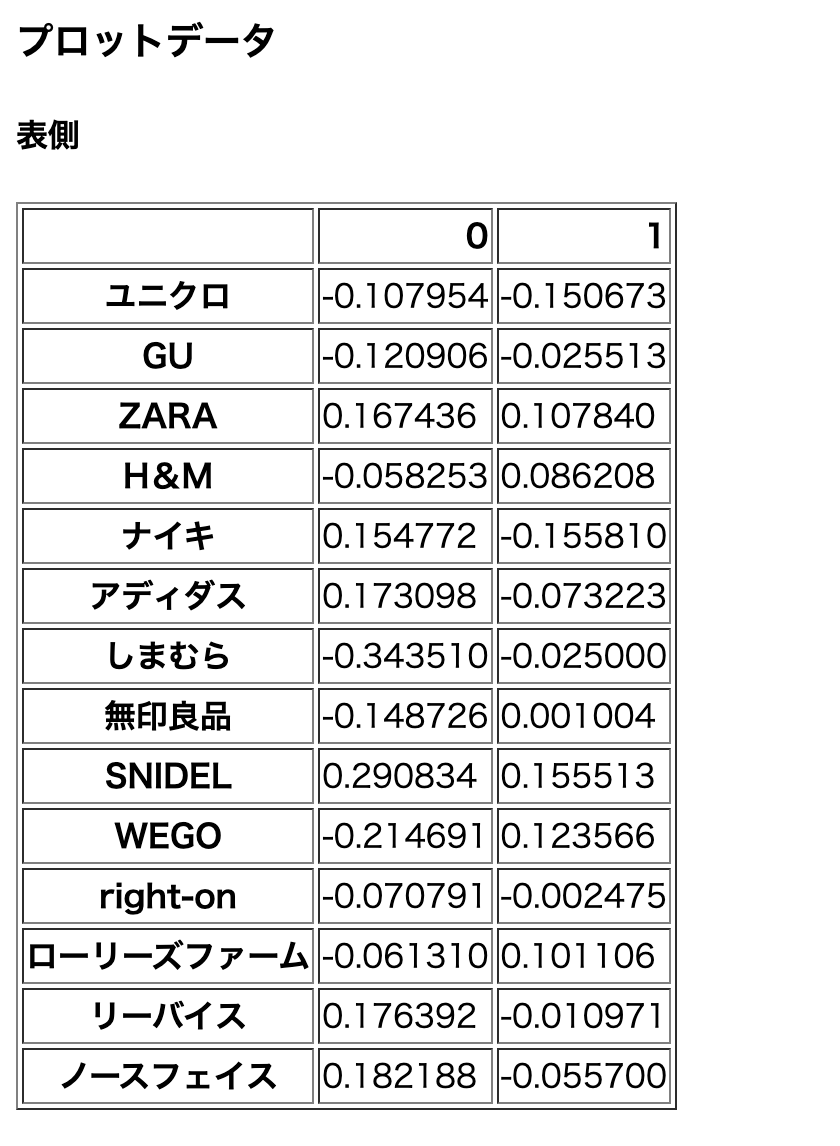 プロットデータ
表側
0 1
ユニクロ -0.107954 -0.150673
GU -0.120906 -0.025513
ZARA 0.167436 0.107840
H&M -0.058253 0.086208
ナイキ 0.154772 -0.155810
アディダス 0.173098 -0.073223
しまむら -0.343510 -0.025000
無印良品 -0.148726 0.001004
SNIDEL 0.290834 0.155513
WEGO -0.214691 0.123566
right-on -0.070791 -0.002475
ローリーズファーム -0.061310 0.101106
リーバイス 0.176392 -0.010971
ノースフェイス 0.182188 -0.055700